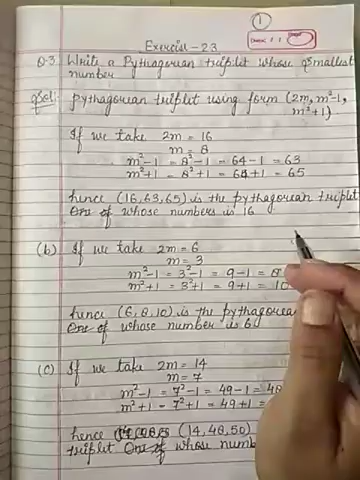 ①
Exercise - 23
Q.3 Write a Pythagorean triplet whose Smallest
number
Sol: pythagorean triplet using form (2m, m²-1,
m²+1)
If we take 2m = 16
m = 8
m²-1 = 8²-1 = 64-1 = 63
m²+1 = 8²+1 = 64+1 = 65
hence (16,63,65) is the pythagorean triplet
One of whose numbers is 16
(b) If we take 2m = 6
m = 3
m²-1 = 3²-1 = 9-1 = 8
m²+1 = 3²+1 = 9+1 = 10
hence (6,8,10) is the pythagorea
One of whose number is 6
(C) If we take 2m = 14
m = 7
m²-1 = 7²-1 = 49-1 = 48
m²+1 = 7²+1 = 49+1 =
hence (14,48,50)
triplet One of whose numb